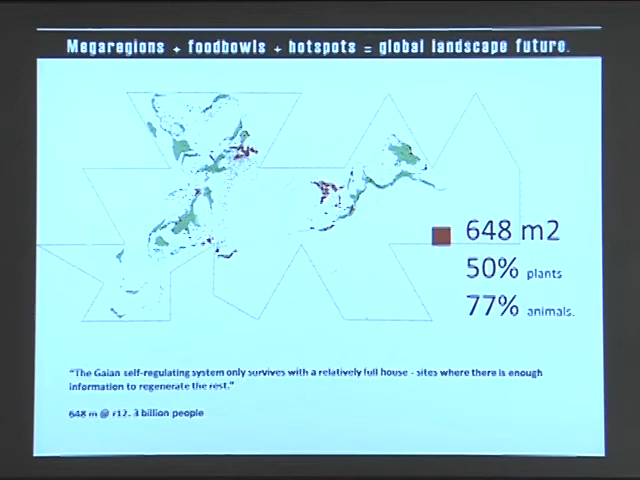 Megaregions + foodbowls + hotspots = global landscape future.
648 m2
50% plants
77% animals.
"The Gaian self-regulating system only survives with a relatively full house - sites where there is enough
information to regenerate the rest."
648 m @ r12. 3 billion people